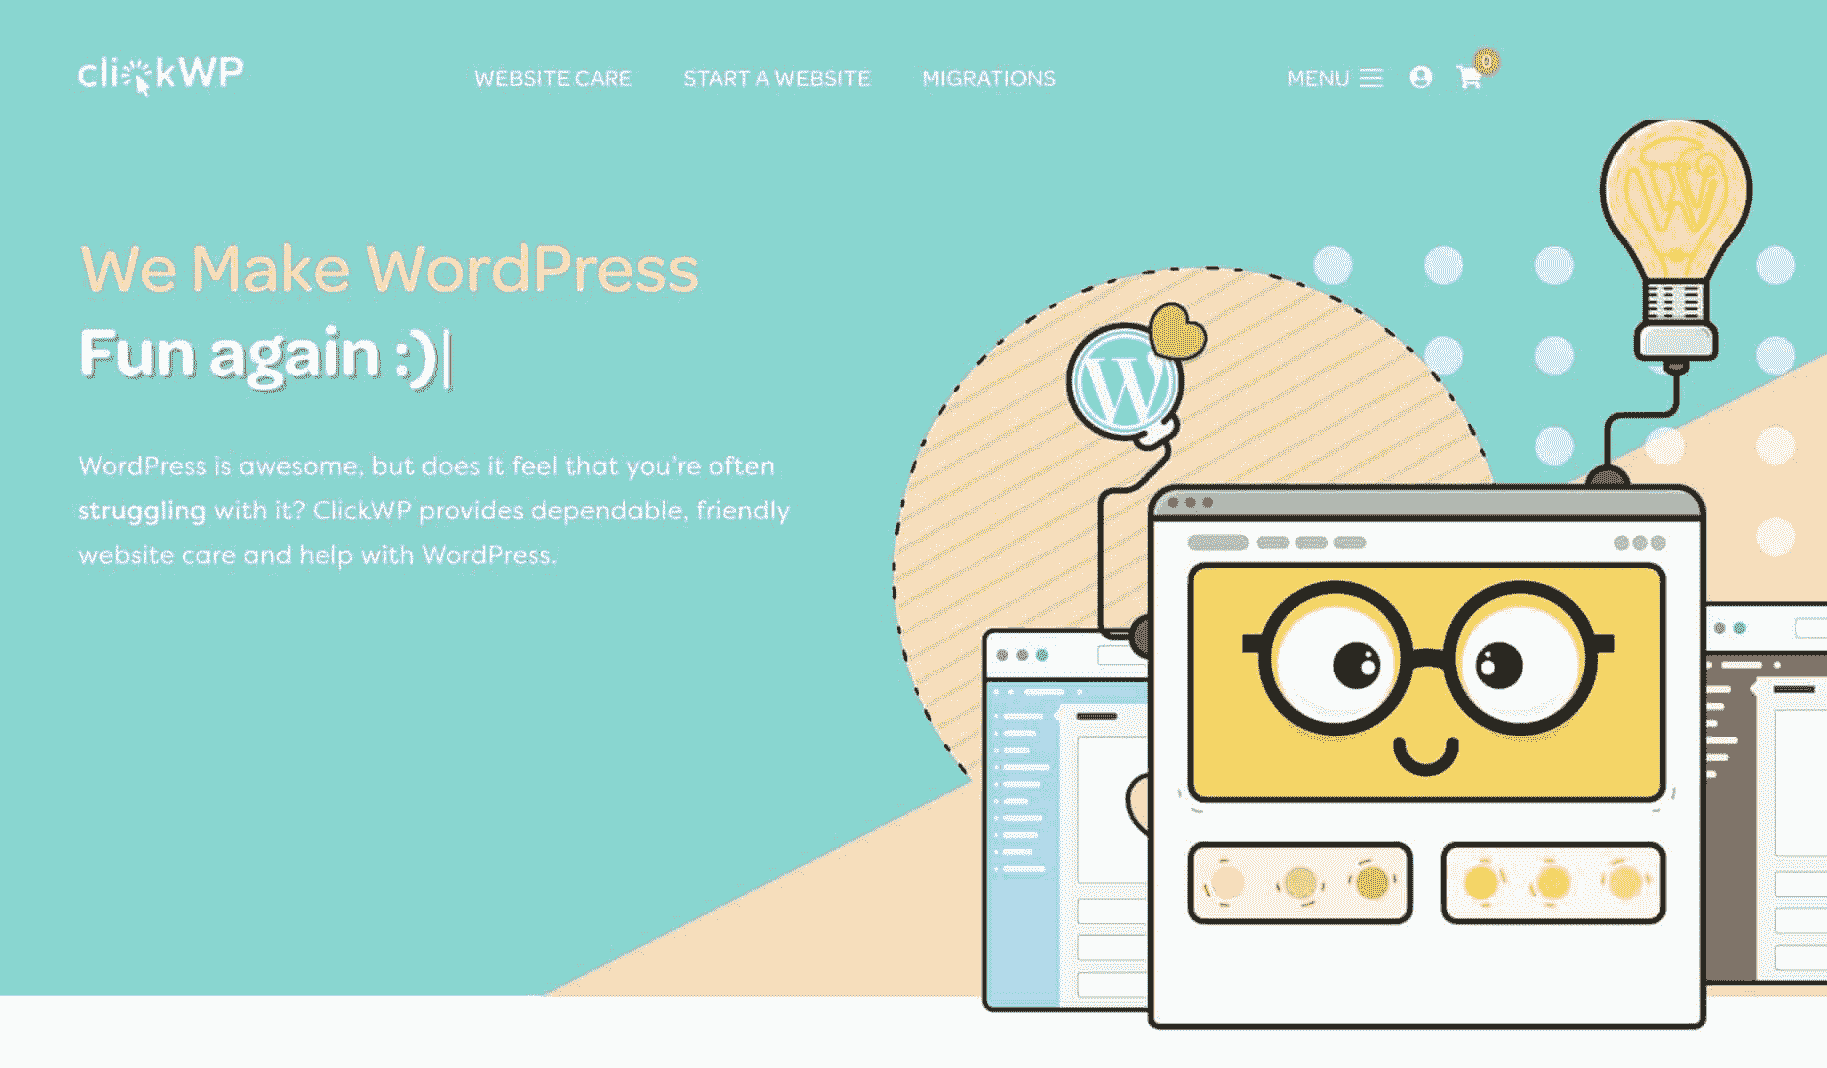 clickWP
WEBSITE CARE
START A WEBSITE
MIGRATIONS
MENU
0
We Make WordPress
Fun again :)|
WordPress is awesome, but does it feel that you're often
struggling with it? ClickWP provides dependable, friendly
website care and help with WordPress.
W
W